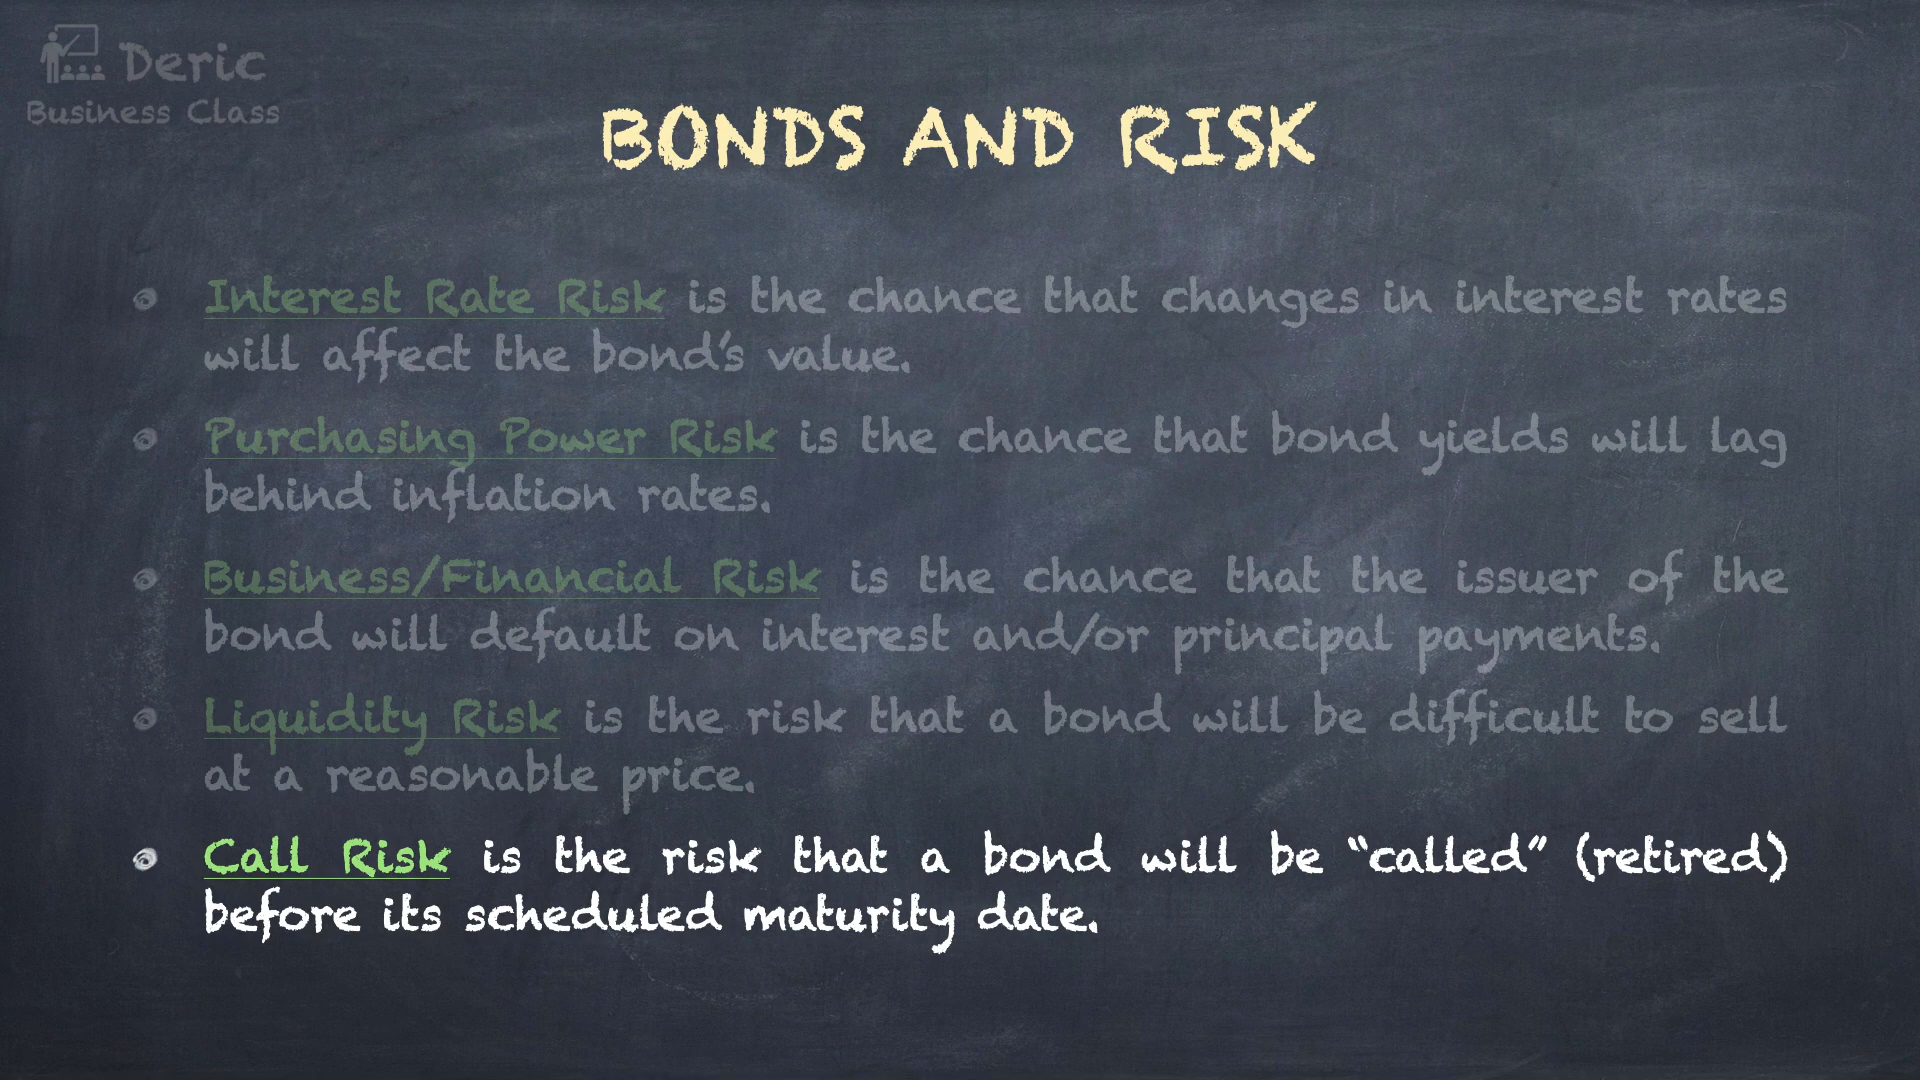 Deric
Business Class
BONDS AND RISK
Interest Rate Risk is the chance that changes in interest rates
will affect the bond's value.
Purchasing Power Risk is the chance that bond yields will lag
behind inflation rates.
Business/Financial Risk is the chance that the issuer of the
bond will default on interest and/or principal payments.
Liquidity Risk is the risk that a bond will be difficult to sell
at a reasonable price.
Call Risk is the risk that a bond will be “called” (retired)
before its scheduled maturity date.